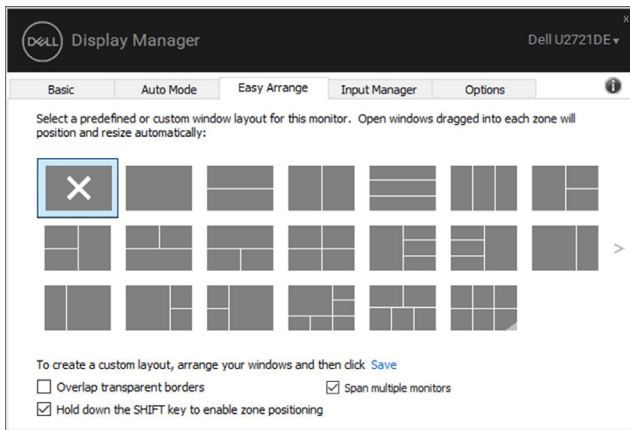 DELL Display Manager
Dell U2721DE
x
Basic Auto Mode Easy Arrange Input Manager Options
Select a predefined or custom window layout for this monitor. Open windows dragged into each zone will
position and resize automatically:
>
To create a custom layout, arrange your windows and then click Save
Overlap transparent borders
Span multiple monitors
Hold down the SHIFT key to enable zone positioning